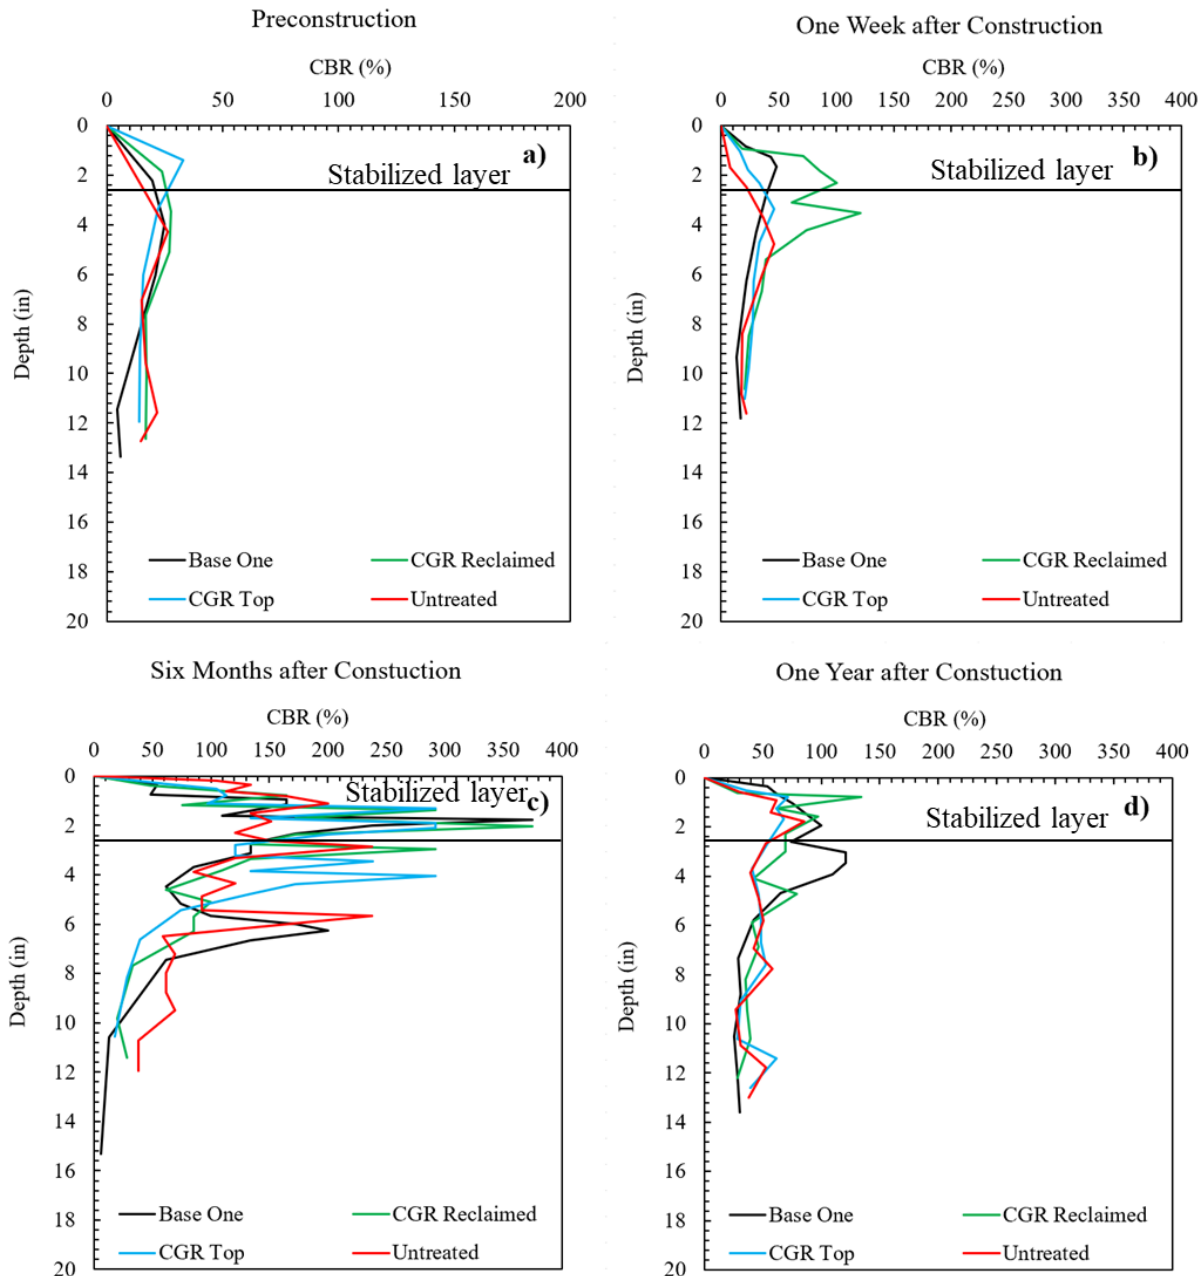 Preconstruction
CBR (%)
0 50 100 150 200
0
2
4
6
8
10
12
14
16
18
20
Depth (in)
a)
Stabilized layer
Base One
CGR Reclaimed
CGR Top
Untreated
One Week after Construction
CBR (%)
0 50 100 150 200 250 300 350 400
0
2
4
6
8
10
12
14
16
18
20
Depth (in)
b)
Stabilized layer
Base One
CGR Reclaimed
CGR Top
Untreated
Six Months after Constuction
CBR (%)
0 50 100 150 200 250 300 350 400
0
2
4
6
8
10
12
14
16
18
20
Depth (in)
Stabilized layer
c)
Base One
CGR Reclaimed
CGR Top
Untreated
One Year after Constuction
CBR (%)
0 50 100 150 200 250 300 350 400
0
2
4
6
8
10
12
14
16
18
20
Depth (in)
d)
Stabilized layer
Base One
CGR Reclaimed
CGR Top
Untreated